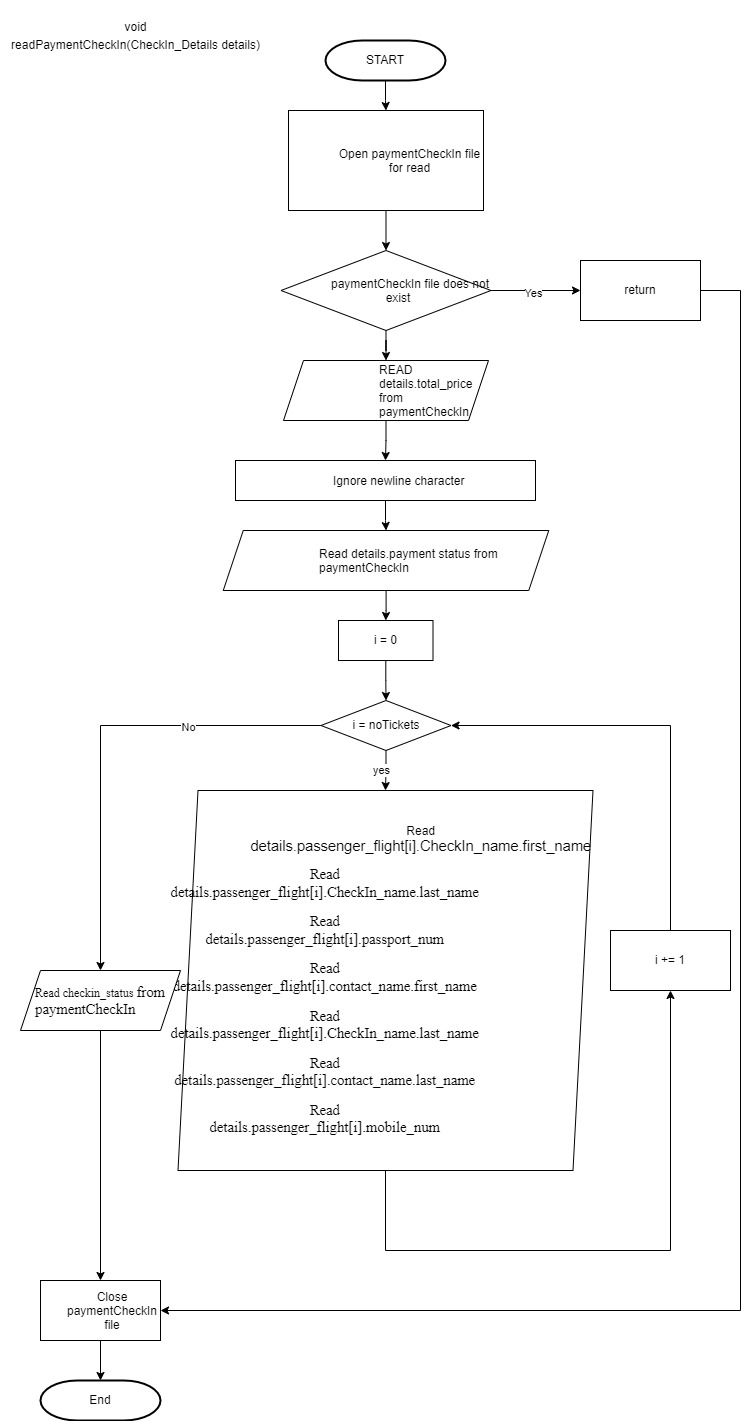 void
readPaymentCheckIn(CheckIn_Details details)
START
Open paymentCheckIn file
for read
paymentCheckIn file does not
exist
Yes
return
READ
details.total_price
from
paymentCheckIn
Ignore newline character
Read details.payment status from
paymentCheckIn
i = 0
i = noTickets
No
yes
Read
details.passenger_flight[i].CheckIn_name.first_name
Read
details.passenger_flight[i].CheckIn_name.last_name
Read
details.passenger_flight[i].passport_num
Read
details.passenger_flight[i].contact_name.first_name
Read
details.passenger_flight[i].CheckIn_name.last_name
Read
details.passenger_flight[i].contact_name.last_name
Read
details.passenger_flight[i].mobile_num
i += 1
Read checkin_status from
paymentCheckIn
Close
paymentCheckIn
file
End